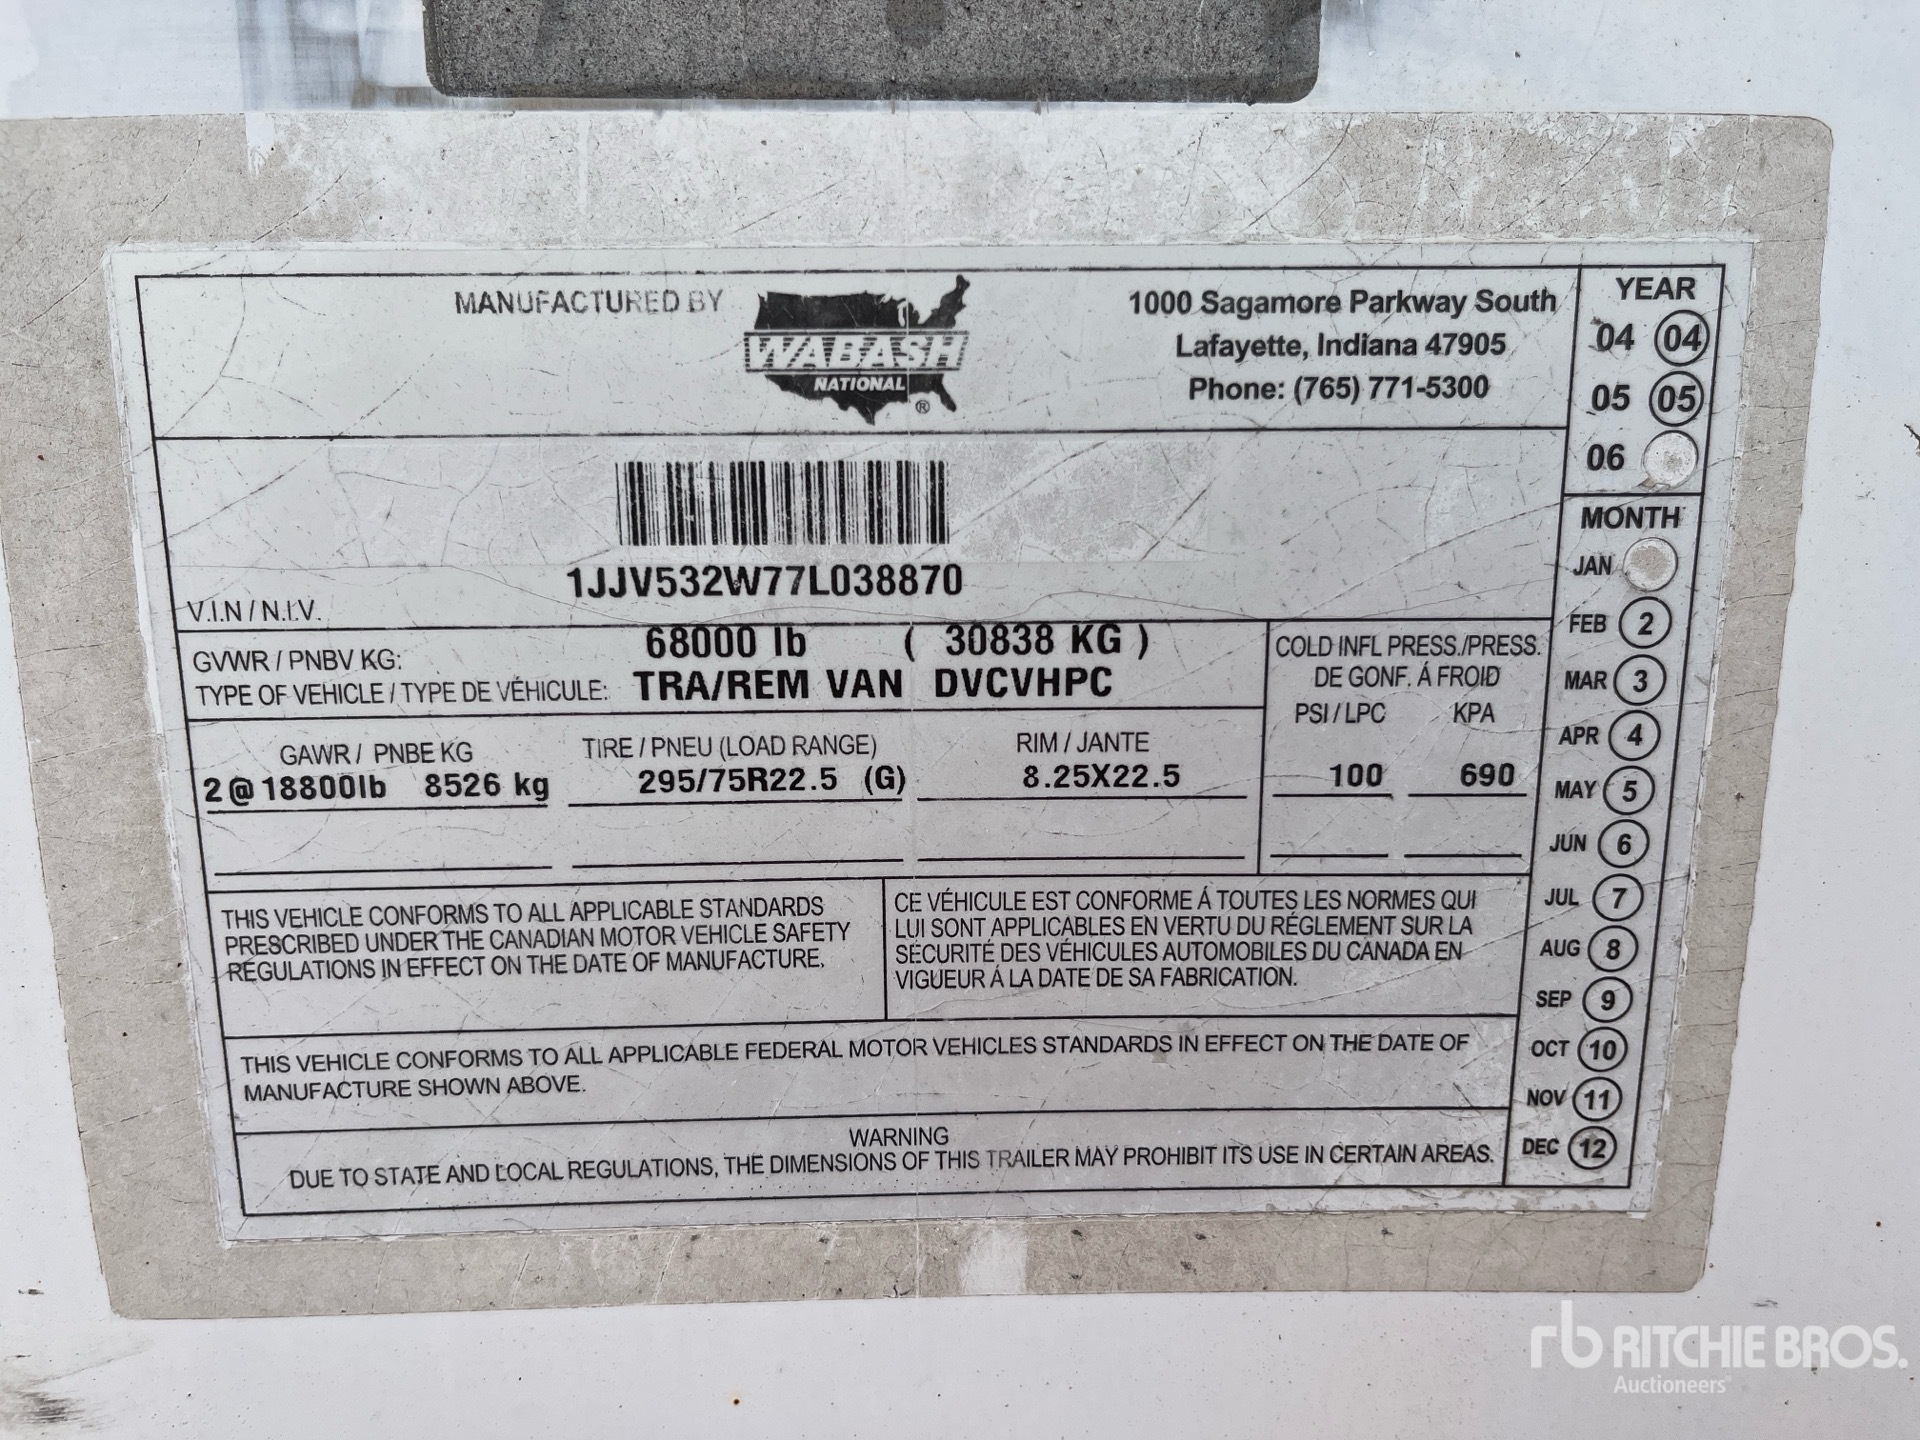 MANUFACTURED BY
WABASH
NATIONAL
®
1000 Sagamore Parkway South
Lafayette, Indiana 47905
Phone: (765) 771-5300
YEAR
04 04
05 05
06
1JJV532W77L038870
V.I.N / N.I.V.
GVWR / PNBV KG: 68000 lb ( 30838 KG )
TYPE OF VEHICLE / TYPE DE VÉHICULE: TRA/REM VAN DVCVHPC
COLD INFL PRESS./PRESS.
DE GONF. Á FROID
PSI / LPC KPA
GAWR / PNBE KG TIRE / PNEU (LOAD RANGE) RIM / JANTE
2@18800lb 8526 kg 295/75R22.5 (G) 8.25X22.5 100 690
THIS VEHICLE CONFORMS TO ALL APPLICABLE STANDARDS
PRESCRIBED UNDER THE CANADIAN MOTOR VEHICLE SAFETY
REGULATIONS IN EFFECT ON THE DATE OF MANUFACTURE.
CE VÉHICULE EST CONFORME Á TOUTES LES NORMES QUI
LUI SONT APPLICABLES EN VERTU DU RÉGLEMENT SUR LA
SÉCURITÉ DES VÉHICULES AUTOMOBILES DU CANADA EN
VIGUEUR Á LA DATE DE SA FABRICATION.
THIS VEHICLE CONFORMS TO ALL APPLICABLE FEDERAL MOTOR VEHICLES STANDARDS IN EFFECT ON THE DATE OF
MANUFACTURE SHOWN ABOVE.
WARNING
DUE TO STATE AND LOCAL REGULATIONS, THE DIMENSIONS OF THIS TRAILER MAY PROHIBIT ITS USE IN CERTAIN AREAS.
MONTH
JAN
FEB 2
MAR 3
APR 4
MAY 5
JUN 6
JUL 7
AUG 8
SEP 9
OCT 10
NOV 11
DEC 12
rb RITCHIE BROS.
Auctioneers